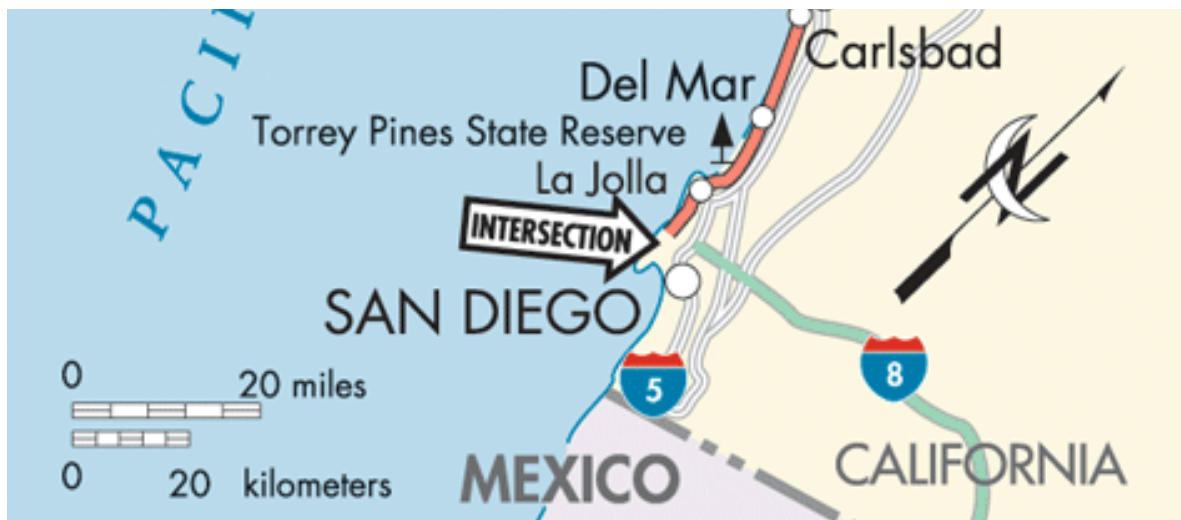 PACI
Carlsbad
Del Mar
Torrey Pines State Reserve
La Jolla
INTERSECTION
N
SAN DIEGO
0 20 miles
0 20 kilometers
5
8
MEXICO
CALIFORNIA